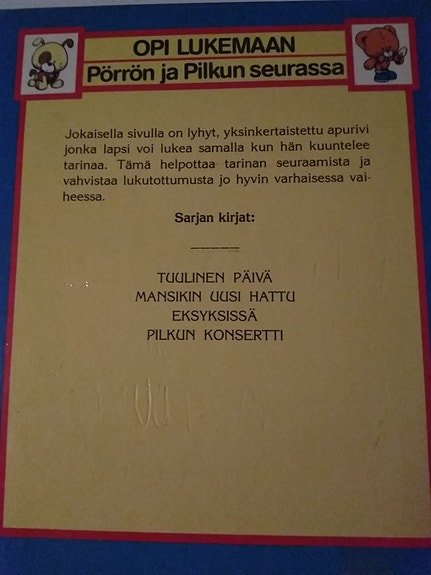 OPI LUKEMAAN
Pörrön ja Pilkun seurassa
Jokaisella sivulla on lyhyt, yksinkertaistettu apurivi
jonka lapsi voi lukea samalla kun hän kuuntelee
tarinaa. Tämä helpottaa tarinan seuraamista ja
vahvistaa lukutottumusta jo hyvin varhaisessa vai-
heessa.
Sarjan kirjat:
–––––
TUULINEN PÄIVÄ
MANSIKIN UUSI HATTU
EKSYKSISSÄ
PILKUN KONSERTTI